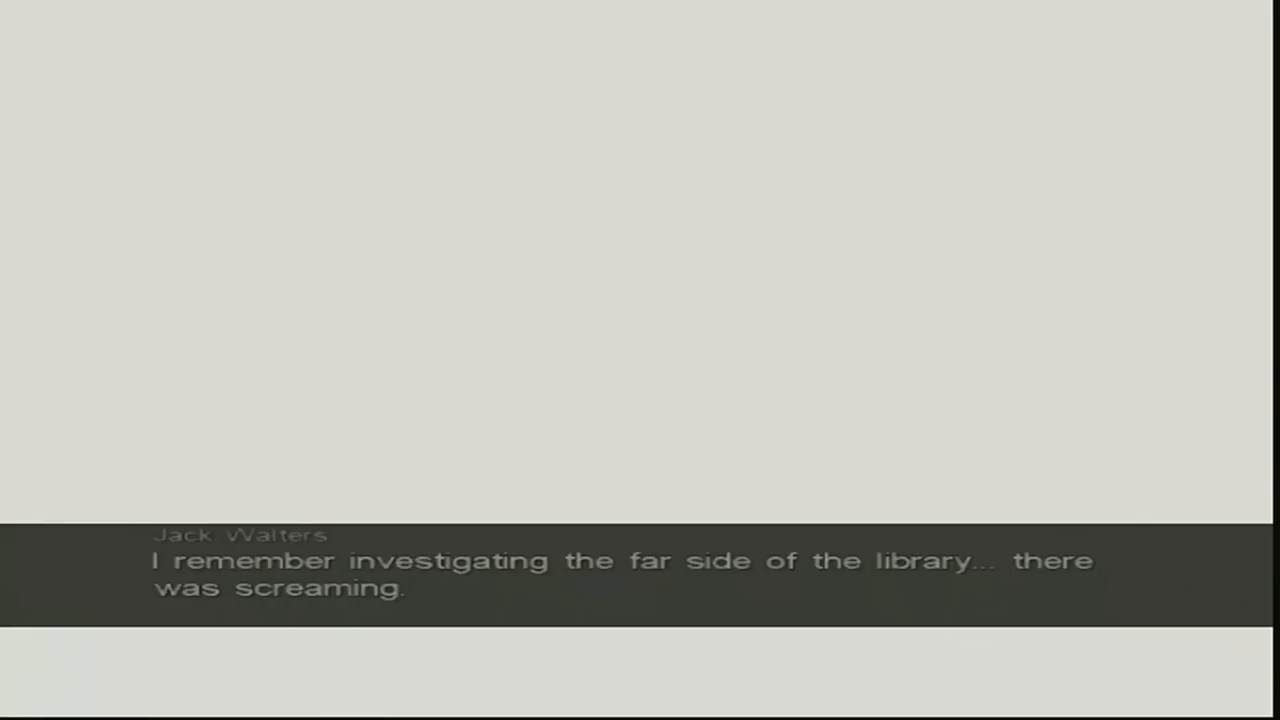 Jack Walters
I remember investigating the far side of the library... there
was screaming.